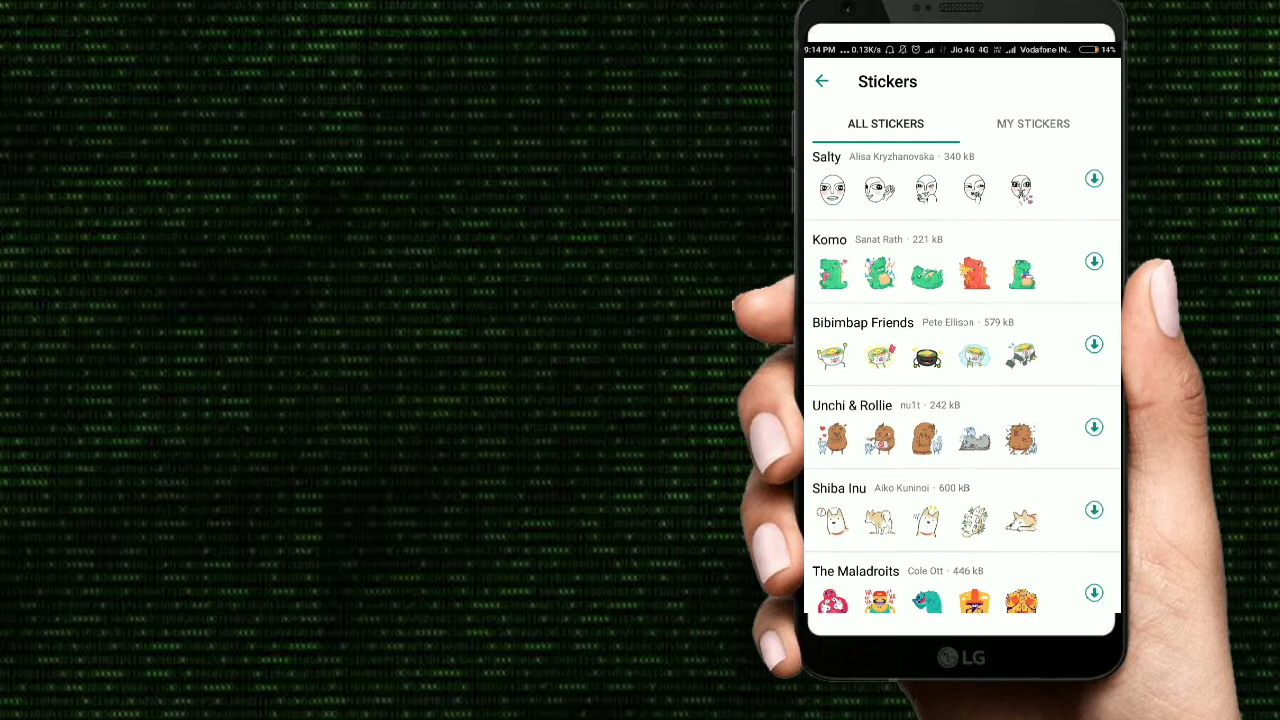 9:14 PM ... 0.13K/s Jio 4G 4G Vodafone IN.. 14%
Stickers
ALL STICKERS MY STICKERS
Salty Alisa Kryzhanovska · 340 kB
Komo Sanat Rath · 221 kB
Bibimbap Friends Pete Ellison · 579 kB
Unchi & Rollie nu1t · 242 kB
Shiba Inu Aiko Kuninoi · 600 kB
The Maladroits Cole Ott · 446 kB
LG